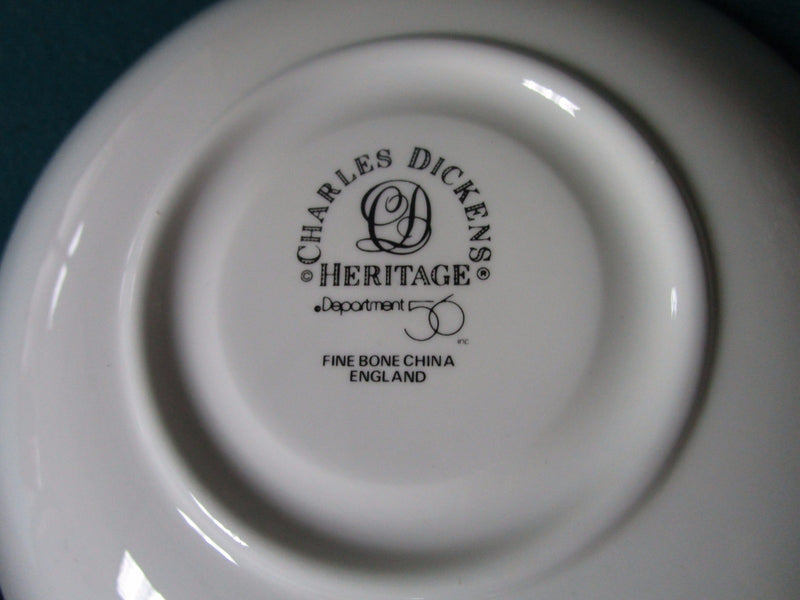 CHARLES DICKENS
CD
© HERITAGE ®
Department 56
inc
FINE BONE CHINA
ENGLAND